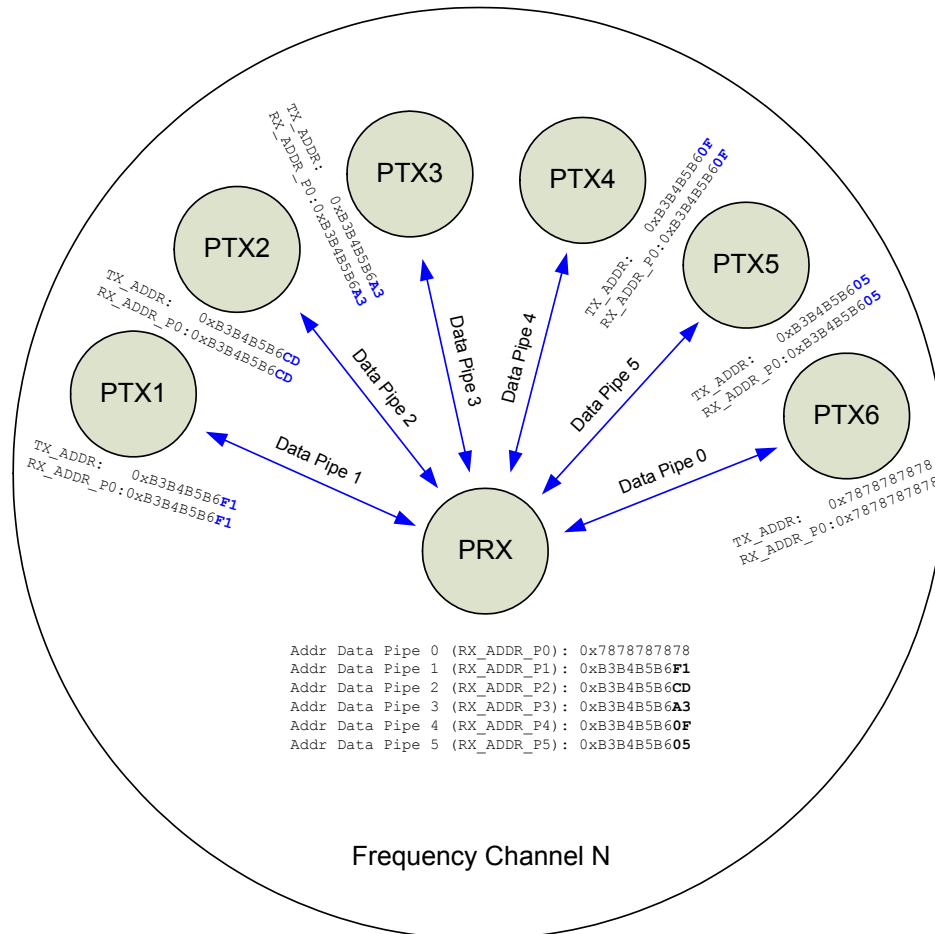 PTX3
PTX4
PTX2
PTX5
PTX1
PTX6
TX_ADDR: 0xB3B4B5B6A3
RX_ADDR_P0:0xB3B4B5B6A3
TX_ADDR: 0xB3B4B5B60F
RX_ADDR_P0:0xB3B4B5B60F
TX_ADDR: 0xB3B4B5B6CD
RX_ADDR_P0:0xB3B4B5B6CD
TX_ADDR: 0xB3B4B5B605
RX_ADDR_P0:0xB3B4B5B605
TX_ADDR: 0xB3B4B5B6F1
RX_ADDR_P0:0xB3B4B5B6F1
TX_ADDR: 0x7878787878
RX_ADDR_P0:0x7878787878
Data Pipe 1
Data Pipe 2
Data Pipe 3
Data Pipe 4
Data Pipe 5
Data Pipe 0
PRX
Addr Data Pipe 0 (RX_ADDR_P0): 0x7878787878
Addr Data Pipe 1 (RX_ADDR_P1): 0xB3B4B5B6F1
Addr Data Pipe 2 (RX_ADDR_P2): 0xB3B4B5B6CD
Addr Data Pipe 3 (RX_ADDR_P3): 0xB3B4B5B6A3
Addr Data Pipe 4 (RX_ADDR_P4): 0xB3B4B5B60F
Addr Data Pipe 5 (RX_ADDR_P5): 0xB3B4B5B605
Frequency Channel N